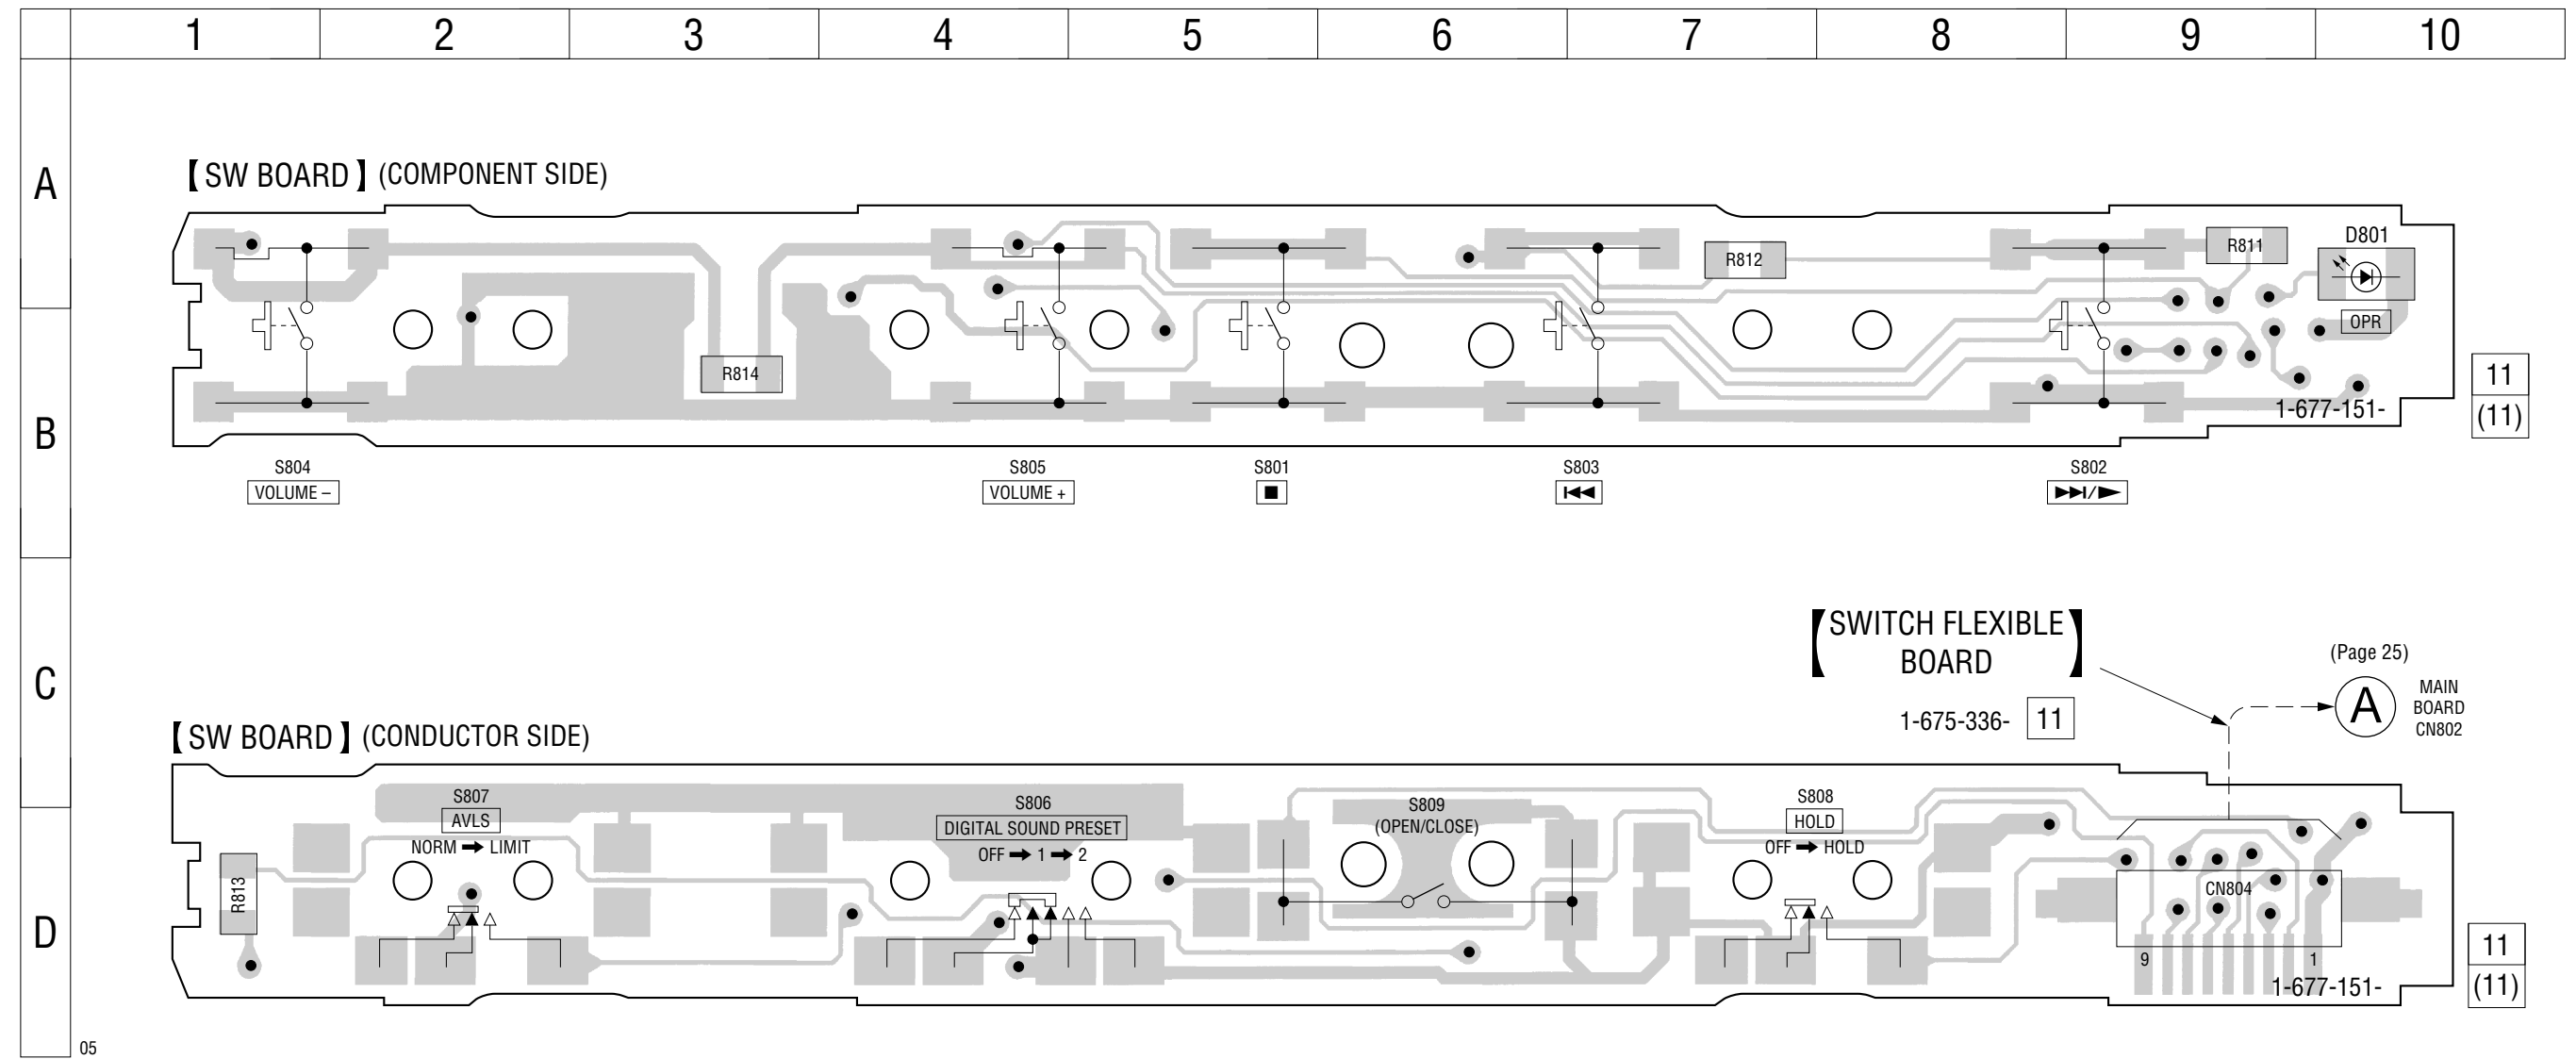 1 2 3 4 5 6 7 8 9 10
A
【SW BOARD】 (COMPONENT SIDE)
R812
R811
D801
OPR
R814
1-677-151-
11
(11)
B
S804
VOLUME –
S805
VOLUME +
S801
■
S803
⏮
S802
⏭/▶
C
【SWITCH FLEXIBLE
BOARD】
1-675-336- 11
(Page 25)
A
MAIN
BOARD
CN802
【SW BOARD】 (CONDUCTOR SIDE)
D
R813
S807
AVLS
NORM ➡ LIMIT
S806
DIGITAL SOUND PRESET
OFF ➡ 1 ➡ 2
S809
(OPEN/CLOSE)
S808
HOLD
OFF ➡ HOLD
CN804
9 1
1-677-151-
11
(11)
05